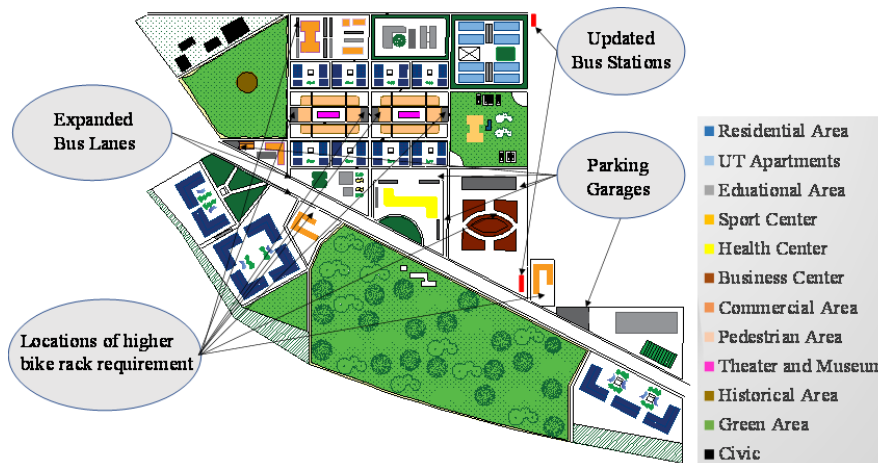 Updated
Bus Stations
Expanded
Bus Lanes
Parking
Garages
Locations of higher
bike rack requirement
Residential Area
UT Apartments
Eduational Area
Sport Center
Health Center
Business Center
Commercial Area
Pedestrian Area
Theater and Museum
Historical Area
Green Area
Civic